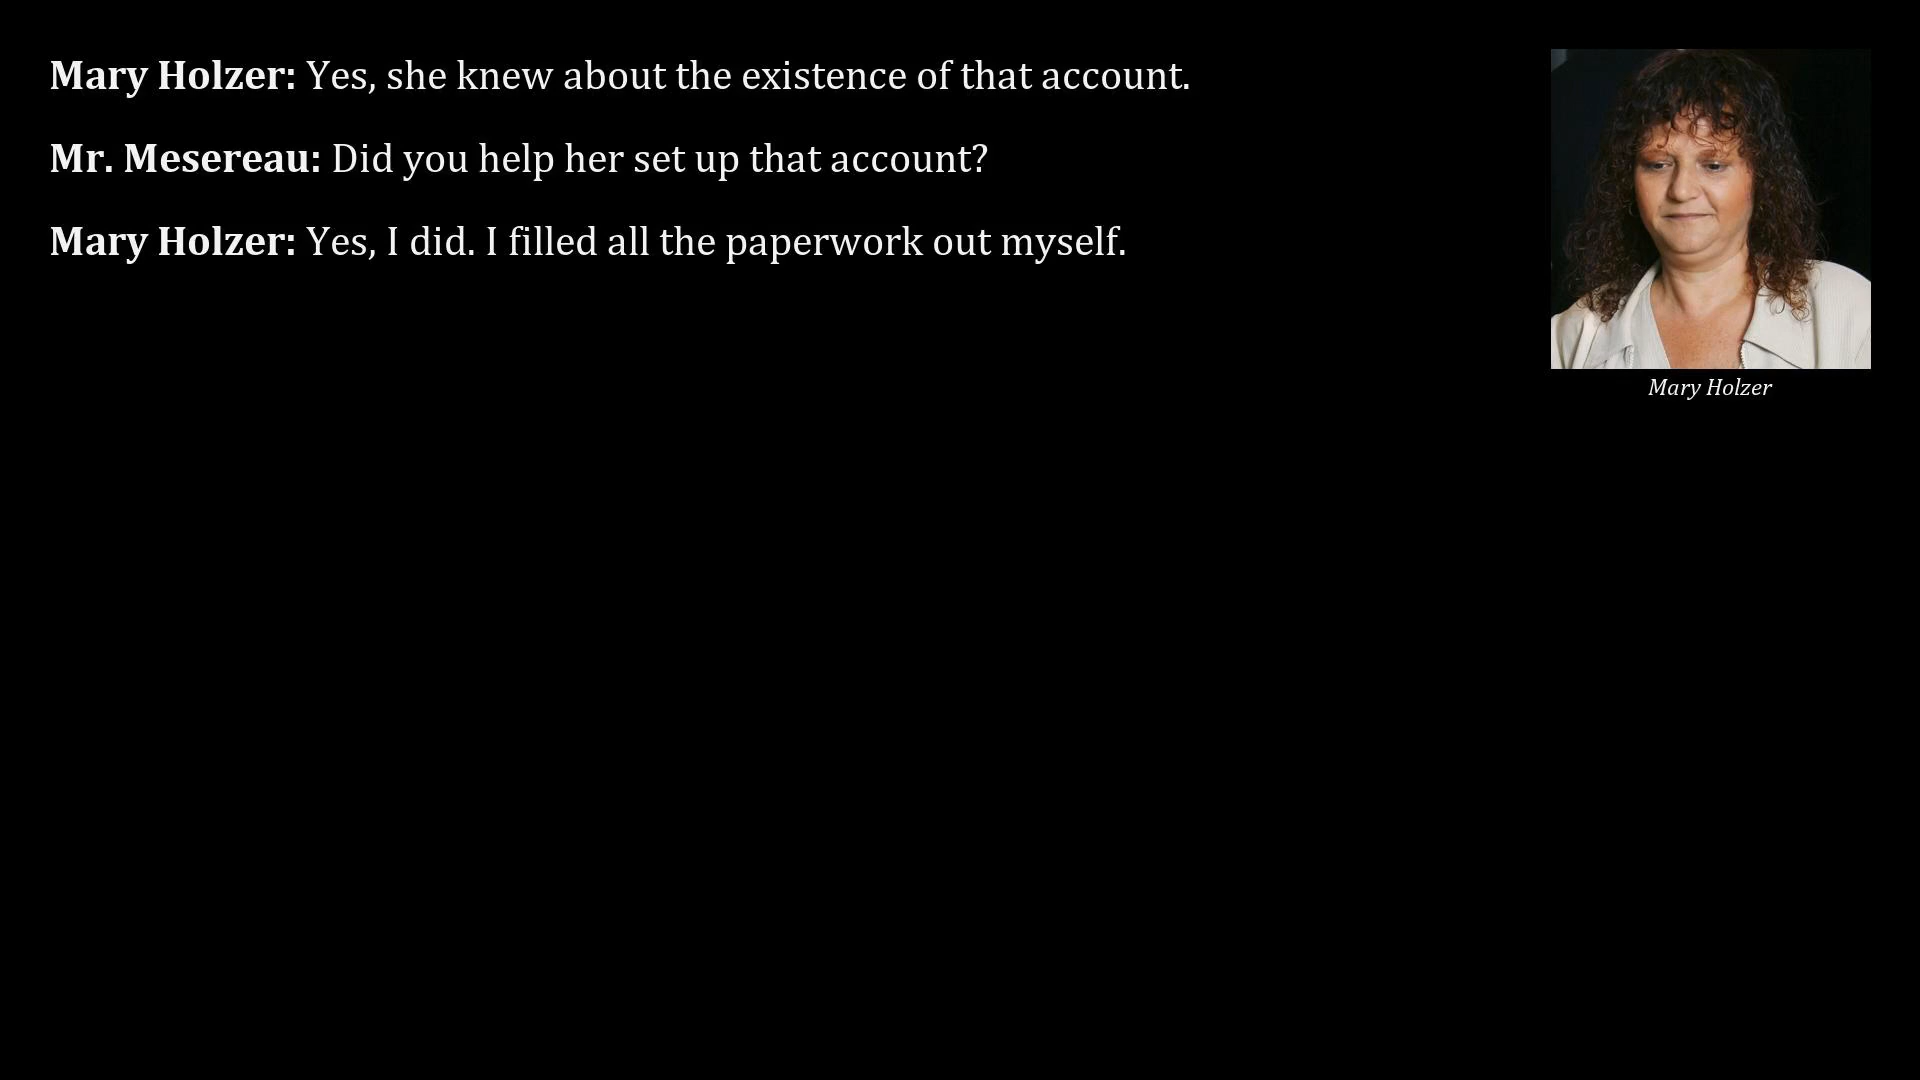 Mary Holzer: Yes, she knew about the existence of that account.
Mr. Mesereau: Did you help her set up that account?
Mary Holzer: Yes, I did. I filled all the paperwork out myself.
Mary Holzer